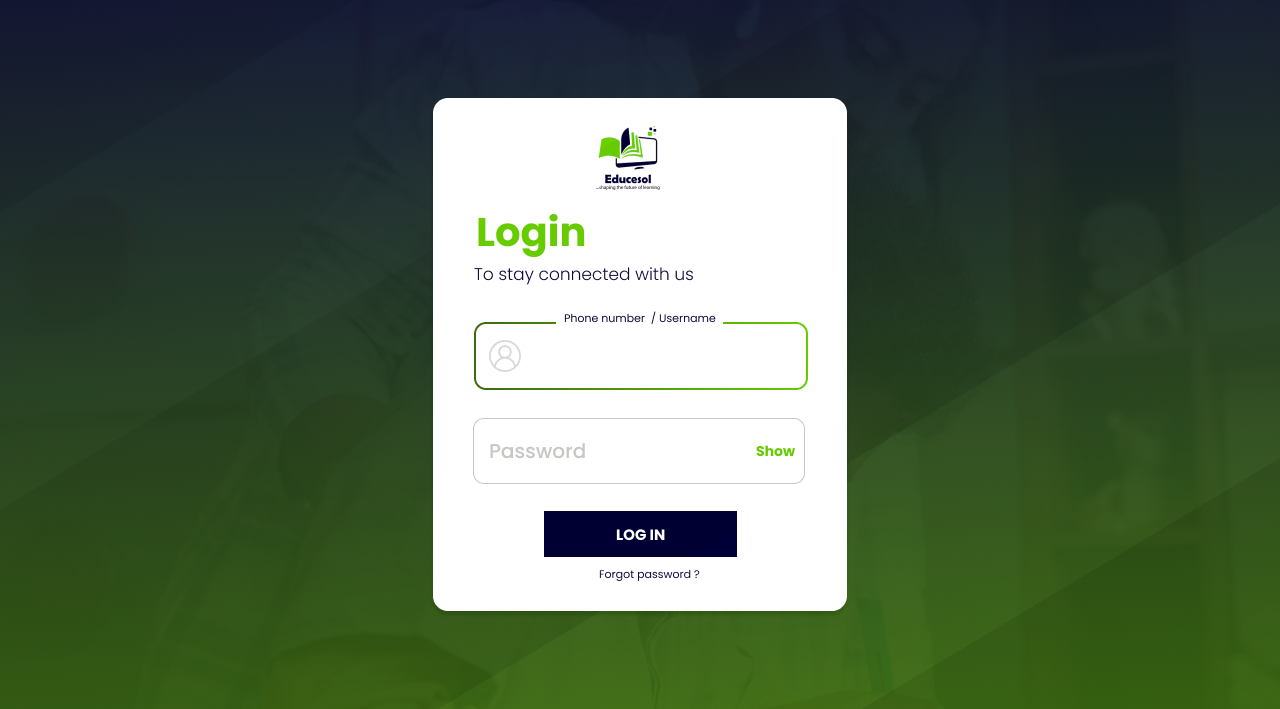 Educesol
...shaping the future of learning
Login
To stay connected with us
Phone number / Username
Password
Show
LOG IN
Forgot password ?